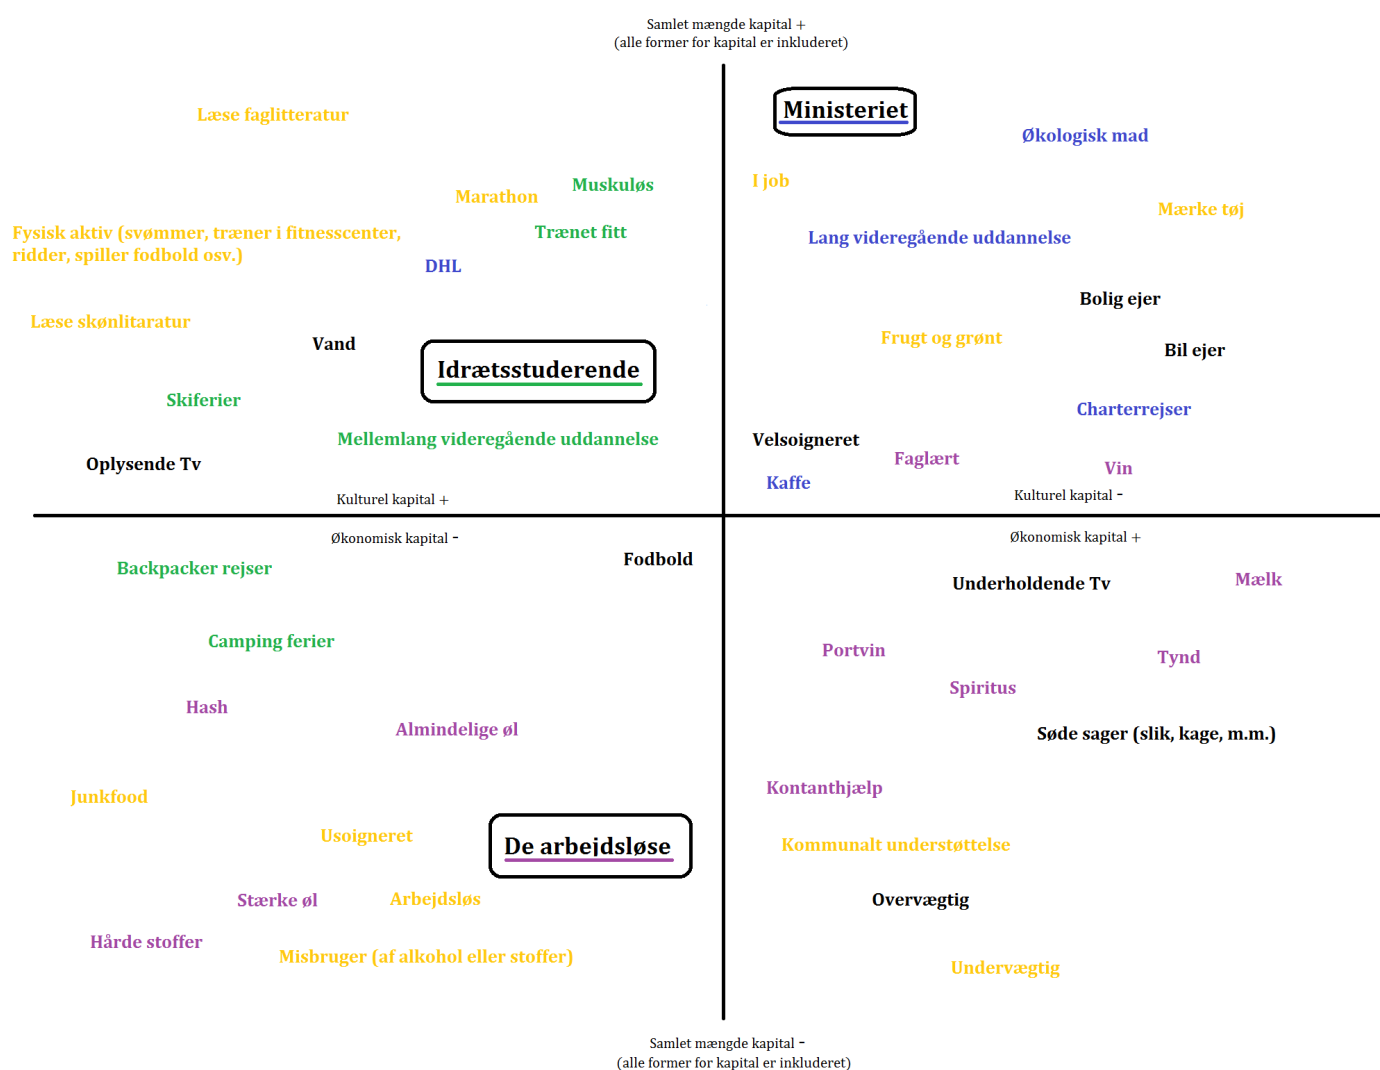 Samlet mængde kapital +
(alle former for kapital er inkluderet)
Læse faglitteratur
Marathon
Muskuløs
Fysisk aktiv (svømmer, træner i fitnesscenter,
ridder, spiller fodbold osv.)
Trænet fitt
DHL
Læse skønlitaratur
Vand
Idrætsstuderende
Skiferier
Mellemlang videregående uddannelse
Oplysende Tv
Kulturel kapital +
Ministeriet
Økologisk mad
I job
Mærke tøj
Lang videregående uddannelse
Bolig ejer
Frugt og grønt
Bil ejer
Charterrejser
Velsoigneret
Faglært
Vin
Kaffe
Kulturel kapital -
Økonomisk kapital -
Fodbold
Backpacker rejser
Camping ferier
Hash
Almindelige øl
Junkfood
Usoigneret
De arbejdsløse
Stærke øl
Arbejdsløs
Hårde stoffer
Misbruger (af alkohol eller stoffer)
Økonomisk kapital +
Underholdende Tv
Mælk
Portvin
Tynd
Spiritus
Søde sager (slik, kage, m.m.)
Kontanthjælp
Kommunalt understøttelse
Overvægtig
Undervægtig
Samlet mængde kapital -
(alle former for kapital er inkluderet)